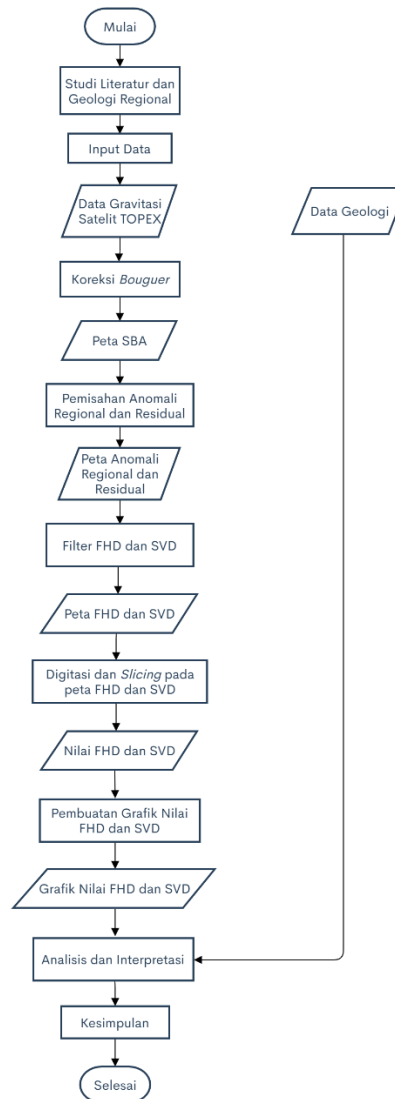 Mulai
Studi Literatur dan
Geologi Regional
Input Data
Data Gravitasi
Satelit TOPEX
Data Geologi
Koreksi Bouguer
Peta SBA
Pemisahan Anomali
Regional dan Residual
Peta Anomali
Regional dan
Residual
Filter FHD dan SVD
Peta FHD dan SVD
Digitasi dan Slicing pada
peta FHD dan SVD
Nilai FHD dan SVD
Pembuatan Grafik Nilai
FHD dan SVD
Grafik Nilai FHD dan SVD
Analisis dan Interpretasi
Kesimpulan
Selesai